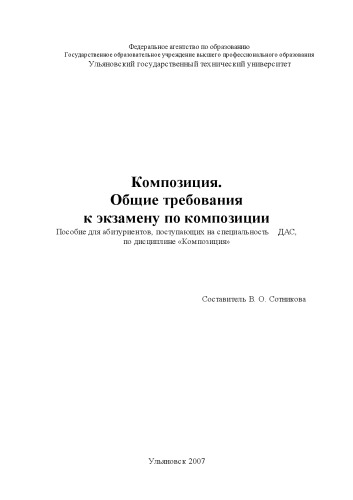 Федеральное агентство по образованию
Государственное образовательное учреждение высшего профессионального образования
Ульяновский государственный технический университет
Композиция.
Общие требования
к экзамену по композиции
Пособие для абитуриентов, поступающих на специальность ДАС,
по дисциплине «Композиция»
Составитель В. О. Сотникова
Ульяновск 2007